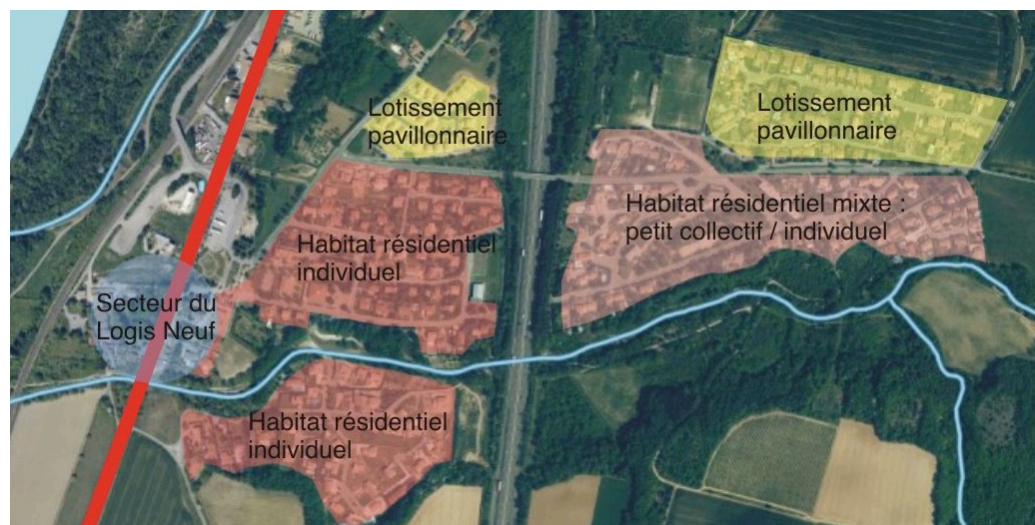 Lotissement
pavillonnaire
Lotissement
pavillonnaire
Habitat résidentiel mixte :
petit collectif / individuel
Habitat résidentiel
individuel
Secteur du
Logis Neuf
Habitat résidentiel
individuel